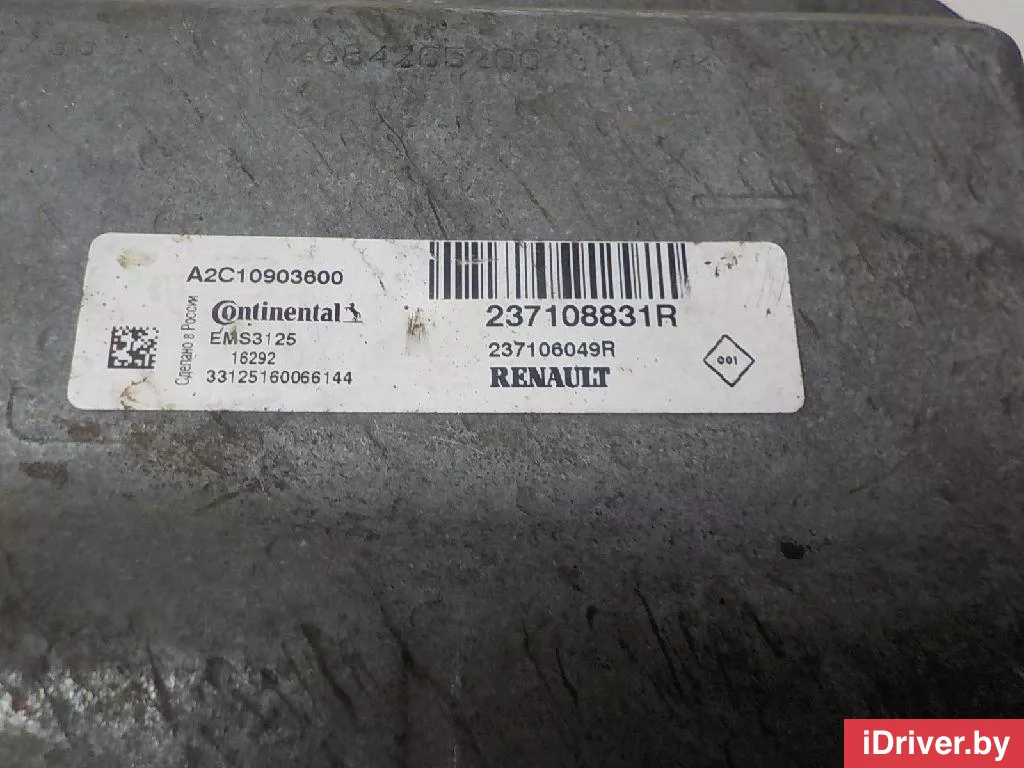 A2C10903600
Сделано в России
Continental
EMS3125
16292
33125160066144
237108831R
237106049R
RENAULT
001
iDriver.by